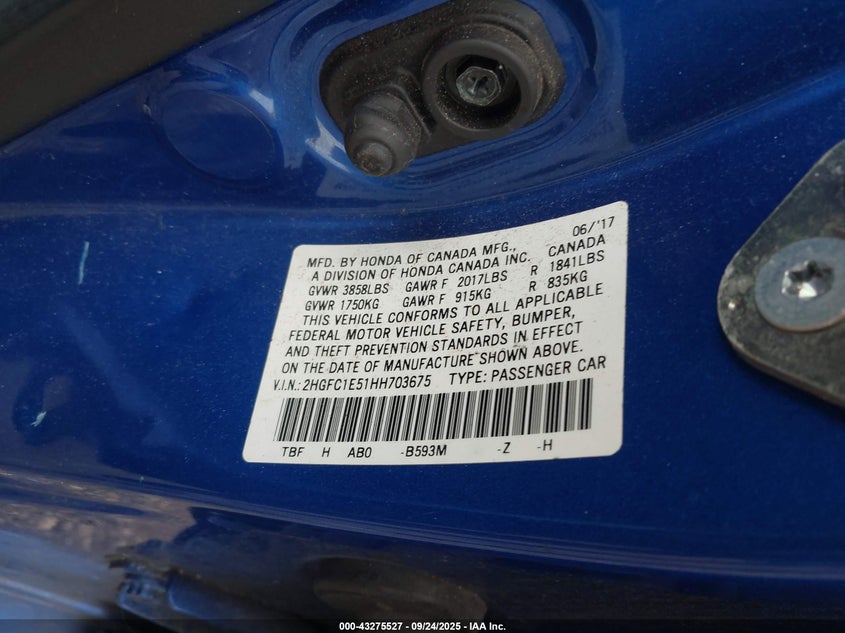 06/'17
MFD. BY HONDA OF CANADA MFG.,
A DIVISION OF HONDA CANADA INC. CANADA
GVWR 3858LBS GAWR F 2017LBS R 1841LBS
GVWR 1750KG GAWR F 915KG R 835KG
THIS VEHICLE CONFORMS TO ALL APPLICABLE
FEDERAL MOTOR VEHICLE SAFETY, BUMPER,
AND THEFT PREVENTION STANDARDS IN EFFECT
ON THE DATE OF MANUFACTURE SHOWN ABOVE.
V.I.N.: 2HGFC1E51HH703675 TYPE: PASSENGER CAR
TBF H AB0 -B593M -Z -H
000-43275527 - 09/24/2025 - IAA Inc.